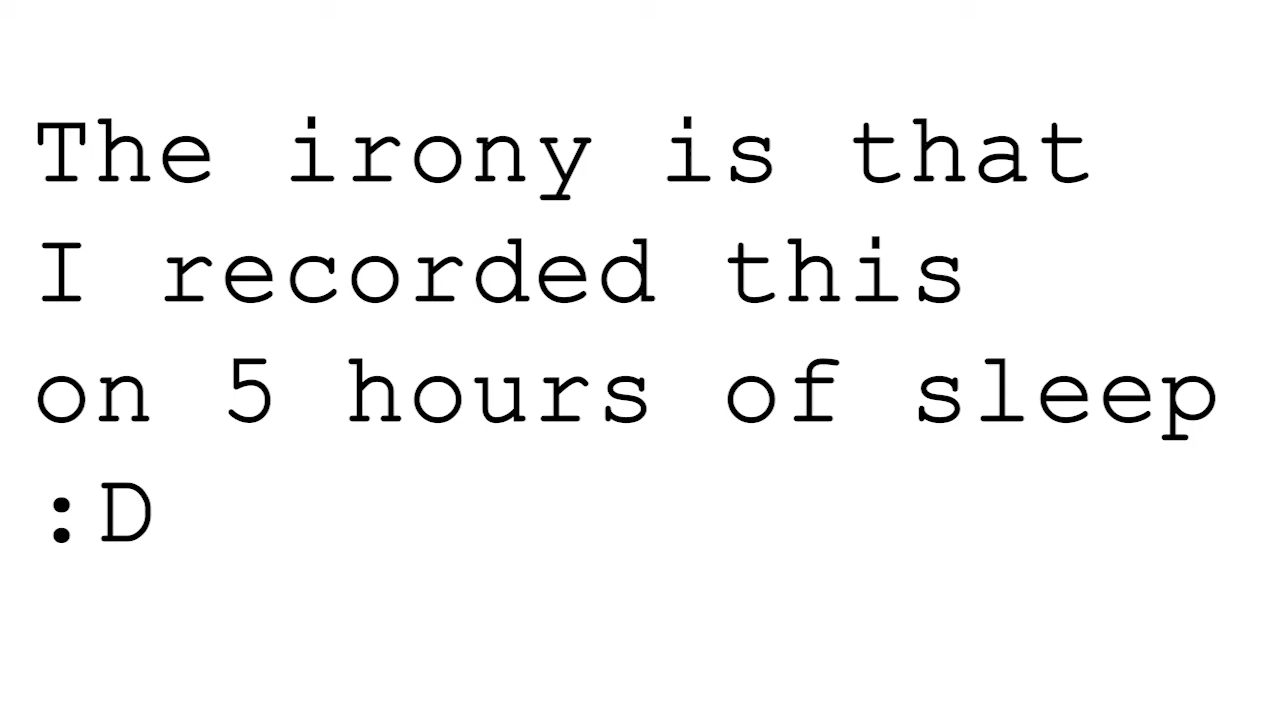 The irony is that
I recorded this
on 5 hours of sleep
:D